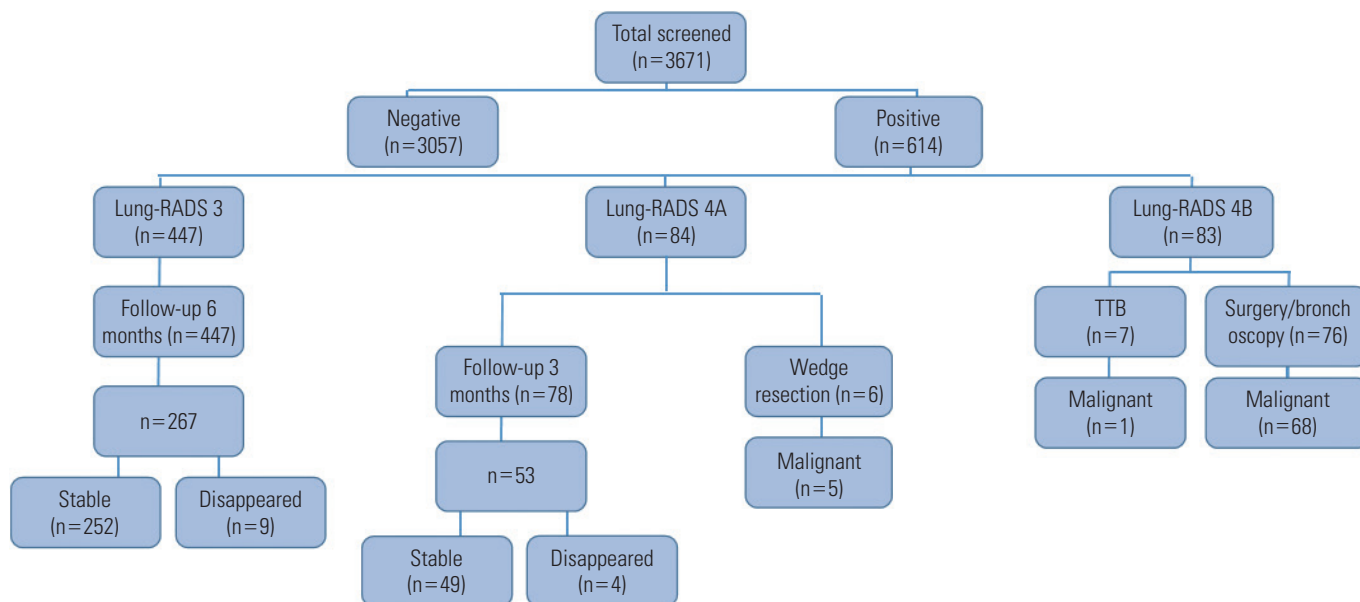 Total screened
(n=3671)
Negative
(n=3057)
Positive
(n=614)
Lung-RADS 3
(n=447)
Lung-RADS 4A
(n=84)
Lung-RADS 4B
(n=83)
Follow-up 6
months (n=447)
TTB
(n=7)
Surgery/bronch
oscopy (n=76)
Follow-up 3
months (n=78)
Wedge
resection (n=6)
n=267
Malignant
(n=1)
Malignant
(n=68)
n=53
Malignant
(n=5)
Stable
(n=252)
Disappeared
(n=9)
Stable
(n=49)
Disappeared
(n=4)